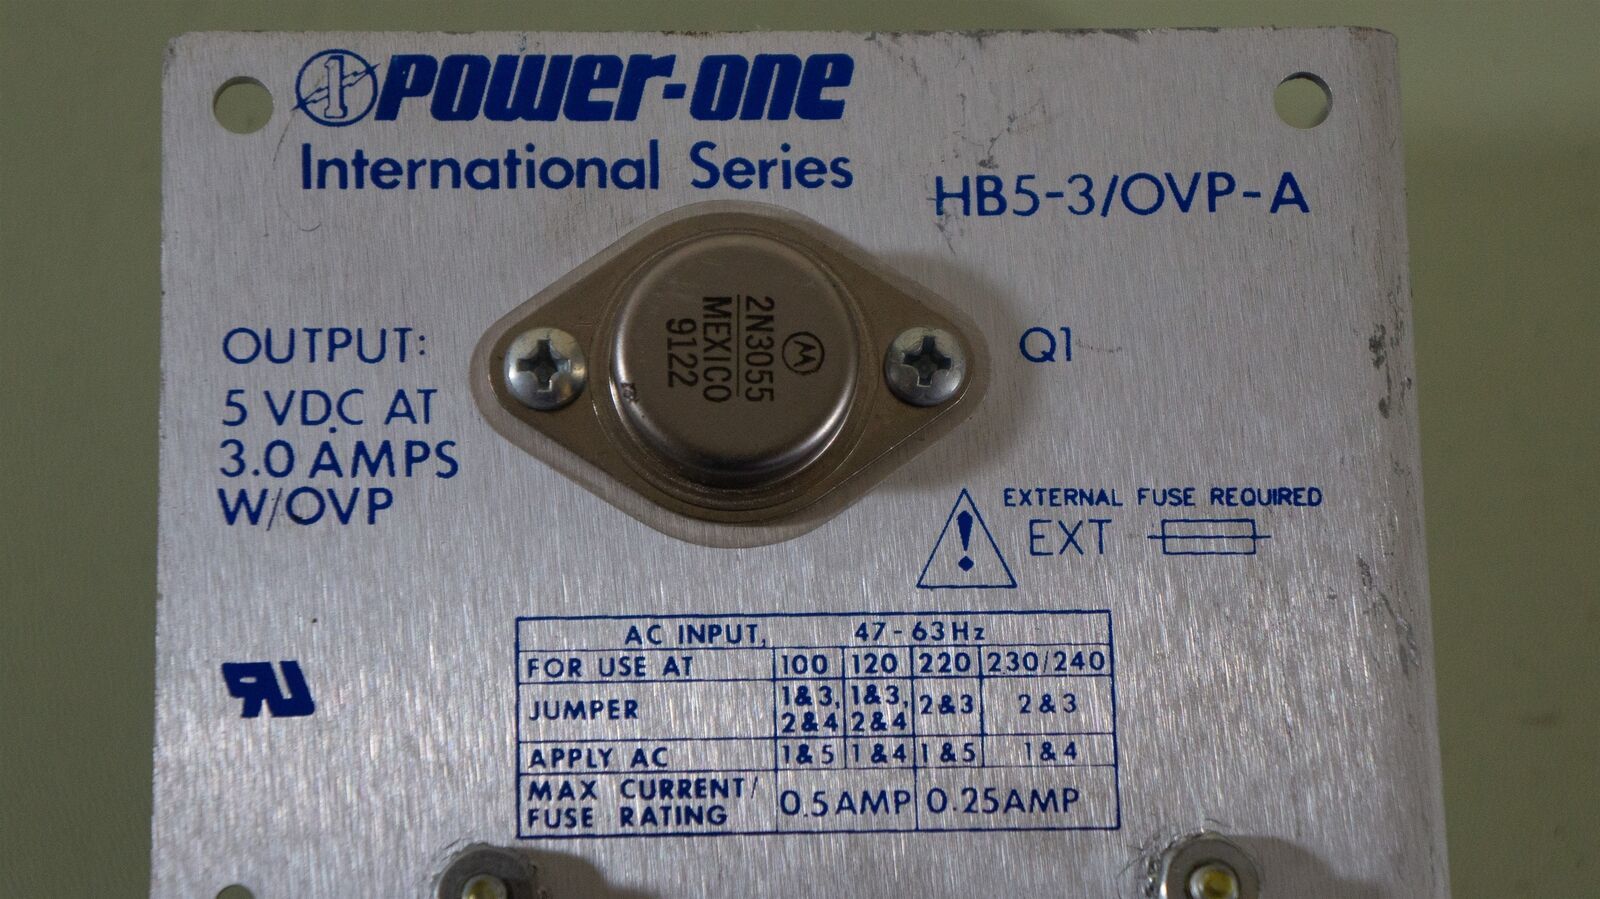 1 POWER-ONE
International Series
HB5-3/OVP-A
M
2N3055
MEXICO
9122
Q1
OUTPUT:
5 VDC AT
3.0 AMPS
W/OVP
EXTERNAL FUSE REQUIRED
! EXT
RU
AC INPUT, 47-63Hz
FOR USE AT 100 120 220 230/240
JUMPER 1&3, 2&4 1&3, 2&4 2&3 2&3
APPLY AC 1&5 1&4 1&5 1&4
MAX CURRENT/ FUSE RATING 0.5AMP 0.25AMP